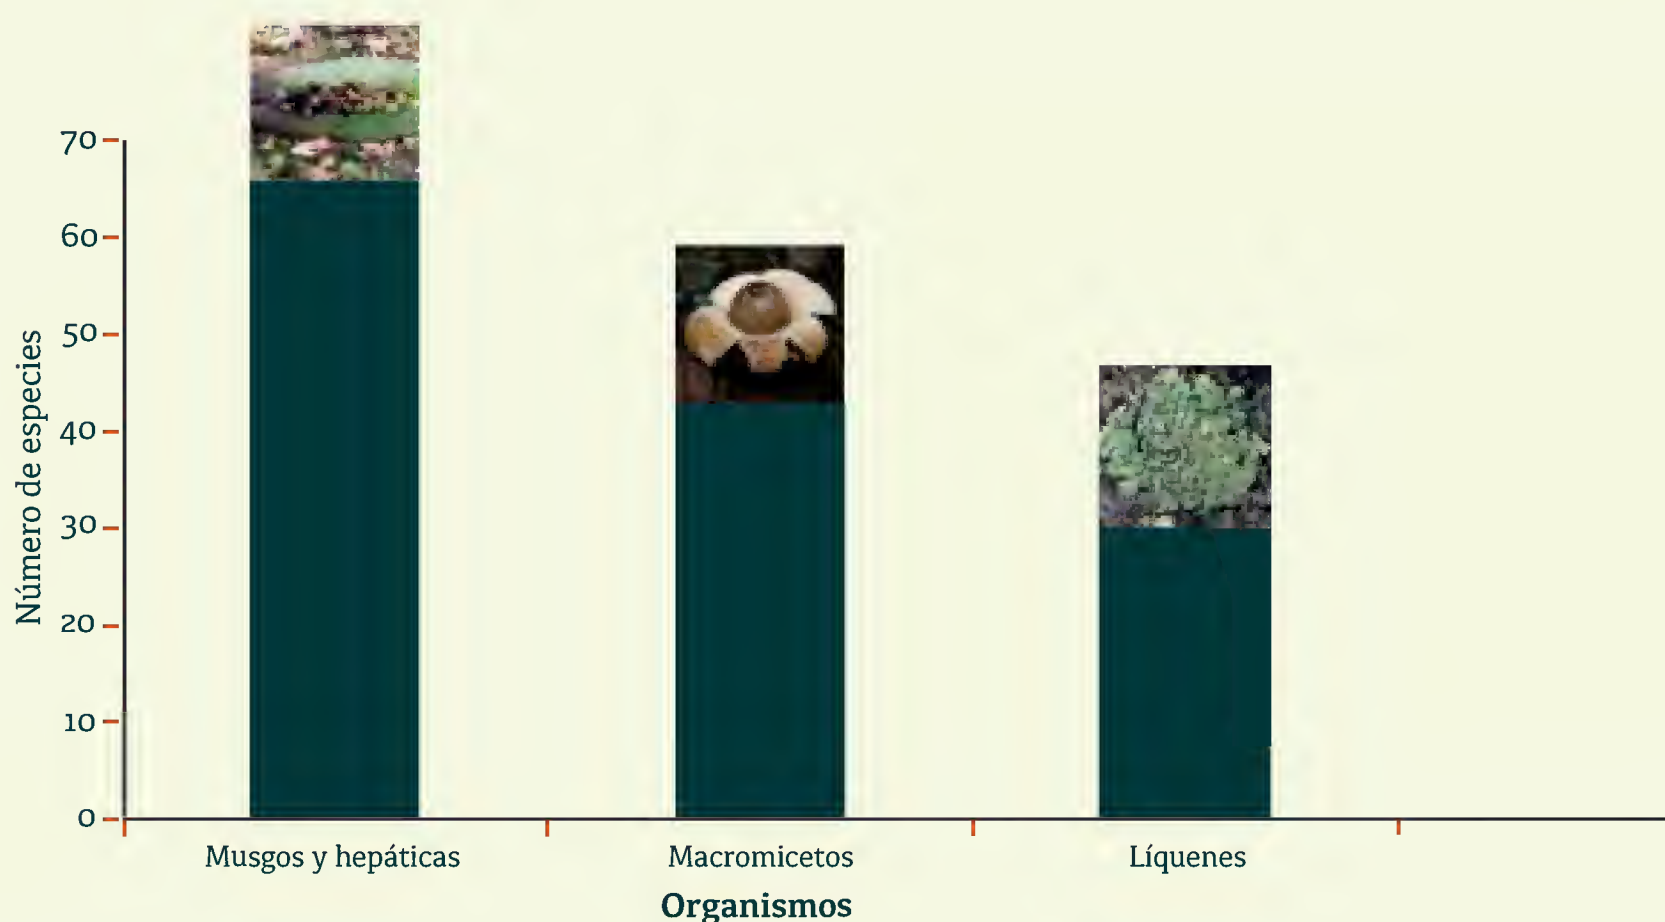 70
60
50
40
30
20
10
0
Número de especies
Musgos y hepáticas
Macromicetos
Líquenes
Organismos